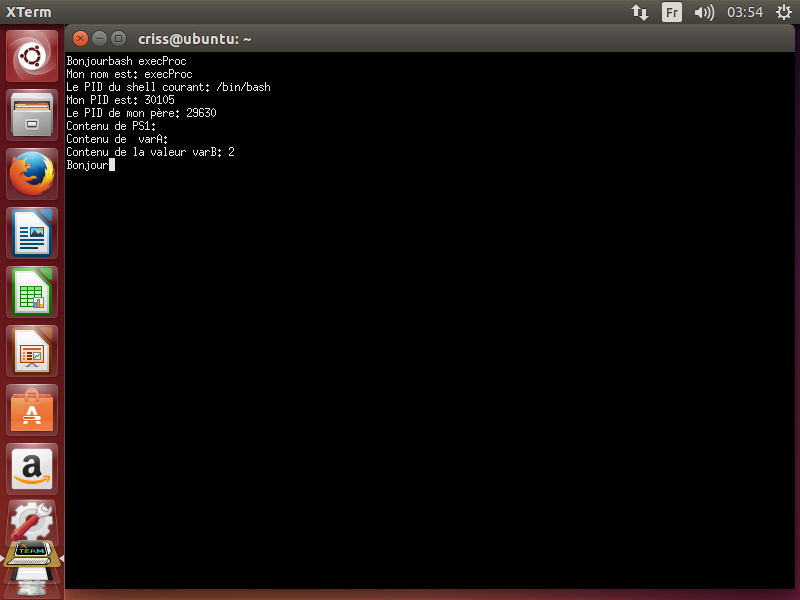 XTerm
Fr
03:54
criss@ubuntu: ~
Bonjourbash execProc
Mon nom est: execProc
Le PID du shell courant: /bin/bash
Mon PID est: 30105
Le PID de mon père: 29630
Contenu de PS1:
Contenu de  varA:
Contenu de la valeur varB: 2
Bonjour
a
TERM